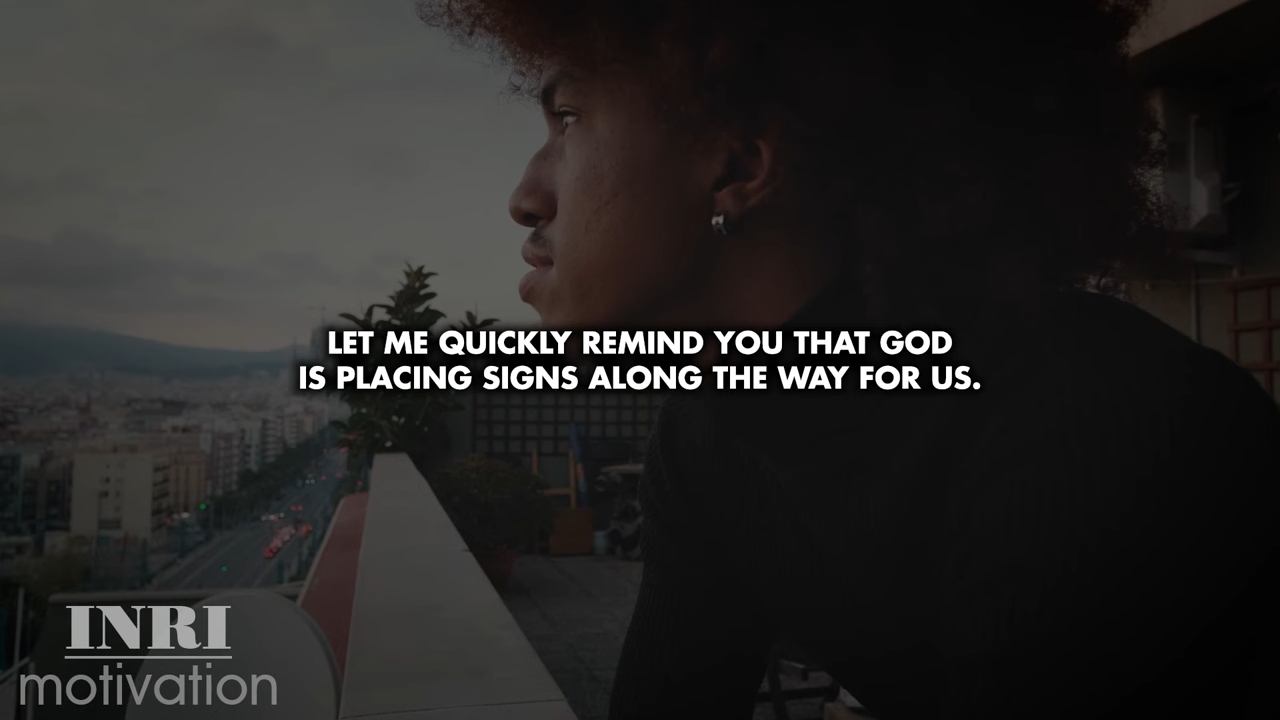 LET ME QUICKLY REMIND YOU THAT GOD
IS PLACING SIGNS ALONG THE WAY FOR US.
INRI
motivation